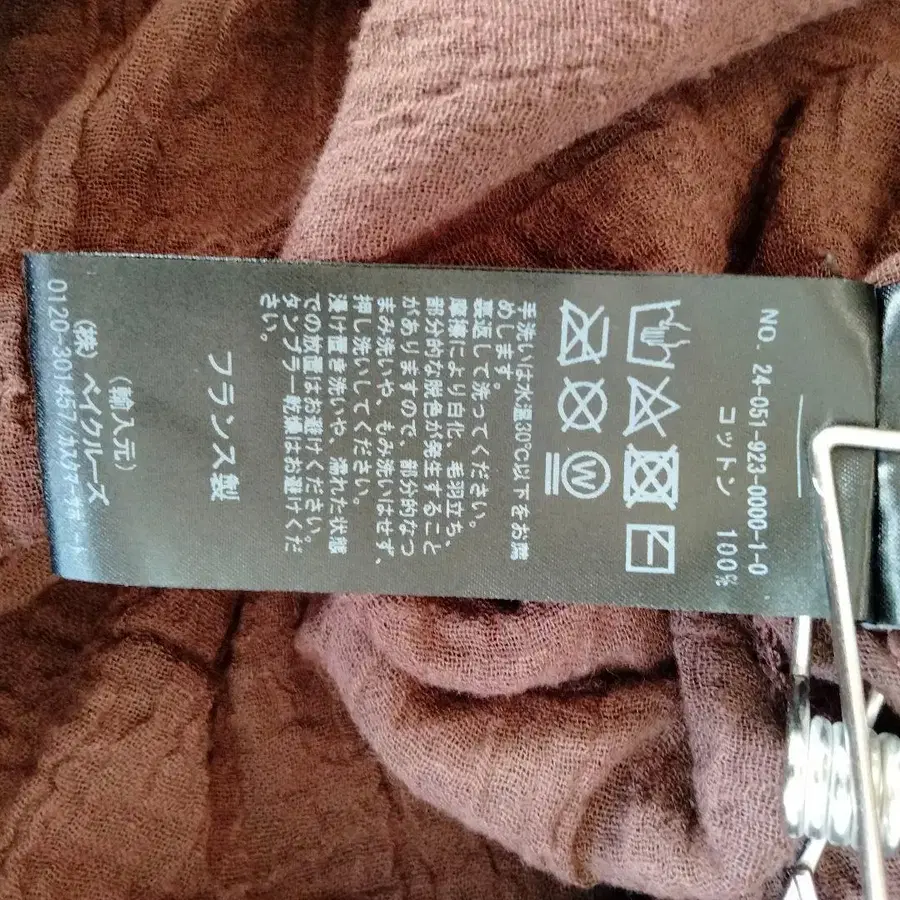 NO. 24-051-923-0000-1-0
コットン 100%
W
手洗いは水温30℃以下をお薦
めします。
裏返して洗ってください。
摩擦により白化、毛羽立ち、
部分的な脱色が発生すること
がありますので、部分的なつ
まみ洗いや、もみ洗いはせず、
押し洗いしてください。
浸け置き洗いや、濡れた状態
での放置はお避けください。
タンブラー乾燥はお避けくだ
さい。
フランス製
(輸入元)
(株)ベイクルーズ
0120-301457